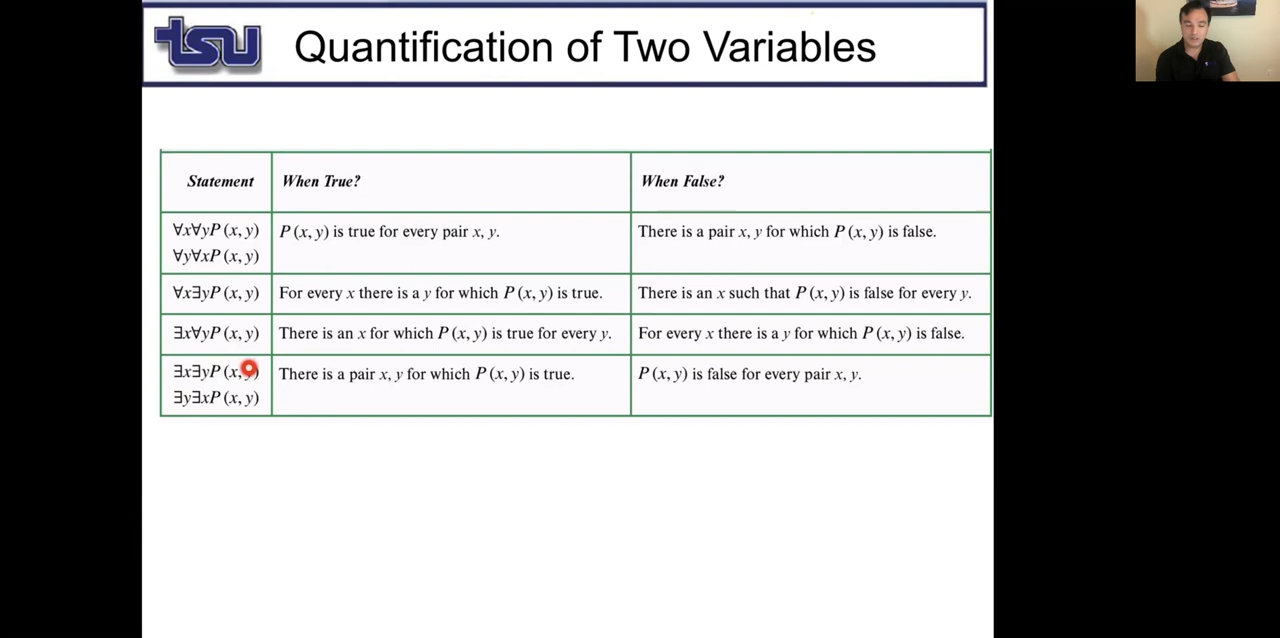 tsu
Quantification of Two Variables
Statement When True? When False?
∀x∀yP (x, y) P (x, y) is true for every pair x, y. There is a pair x, y for which P (x, y) is false.
∀y∀xP (x, y)
∀x∃yP (x, y) For every x there is a y for which P (x, y) is true. There is an x such that P (x, y) is false for every y.
∃x∀yP (x, y) There is an x for which P (x, y) is true for every y. For every x there is a y for which P (x, y) is false.
∃x∃yP (x, y) There is a pair x, y for which P (x, y) is true. P (x, y) is false for every pair x, y.
∃y∃xP (x, y)